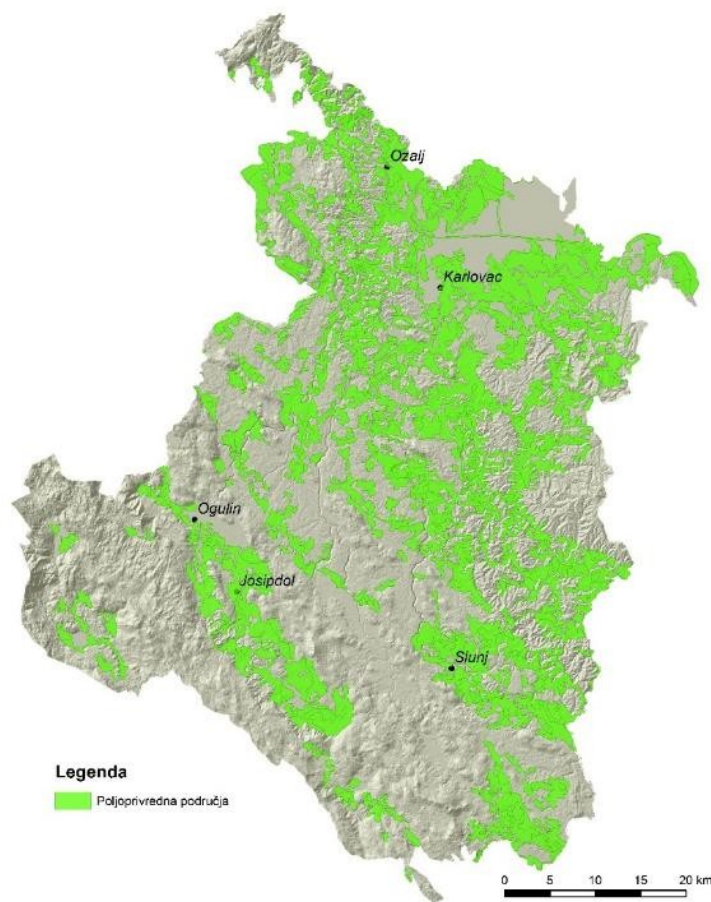 Ozalj
Karlovac
Ogulin
Josipdol
Slunj
Legenda
Poljoprivredna područja
0 5 10 15 20 km